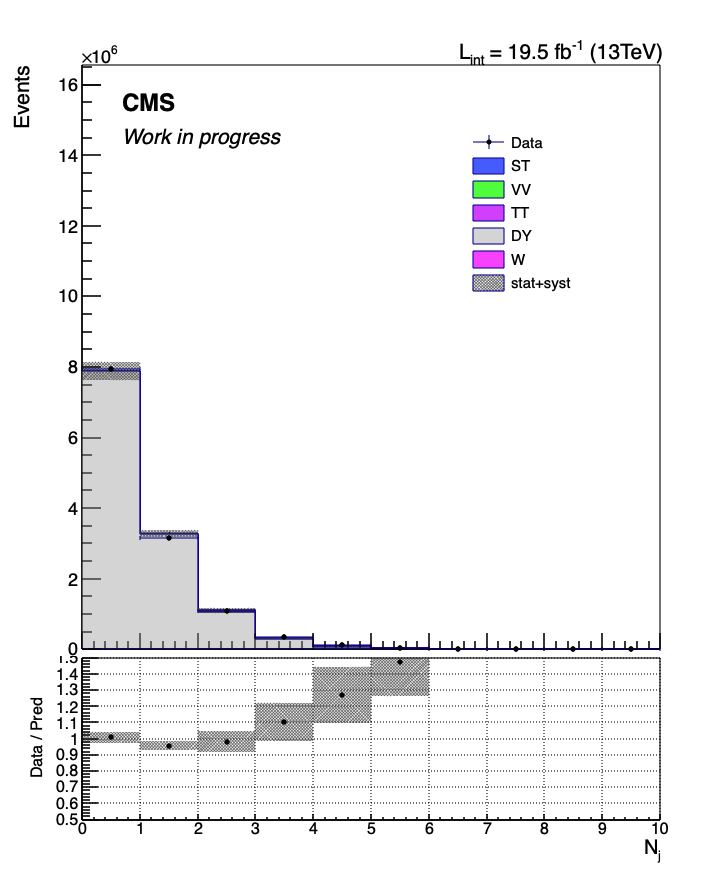 ×10⁶
L_int = 19.5 fb⁻¹ (13TeV)
Events
16
14
12
10
8
6
4
2
0
CMS
Work in progress
Data
ST
VV
TT
DY
W
stat+syst
Data / Pred
1.5
1.4
1.3
1.2
1.1
1
0.9
0.8
0.7
0.6
0.5
0 1 2 3 4 5 6 7 8 9 10
N_j